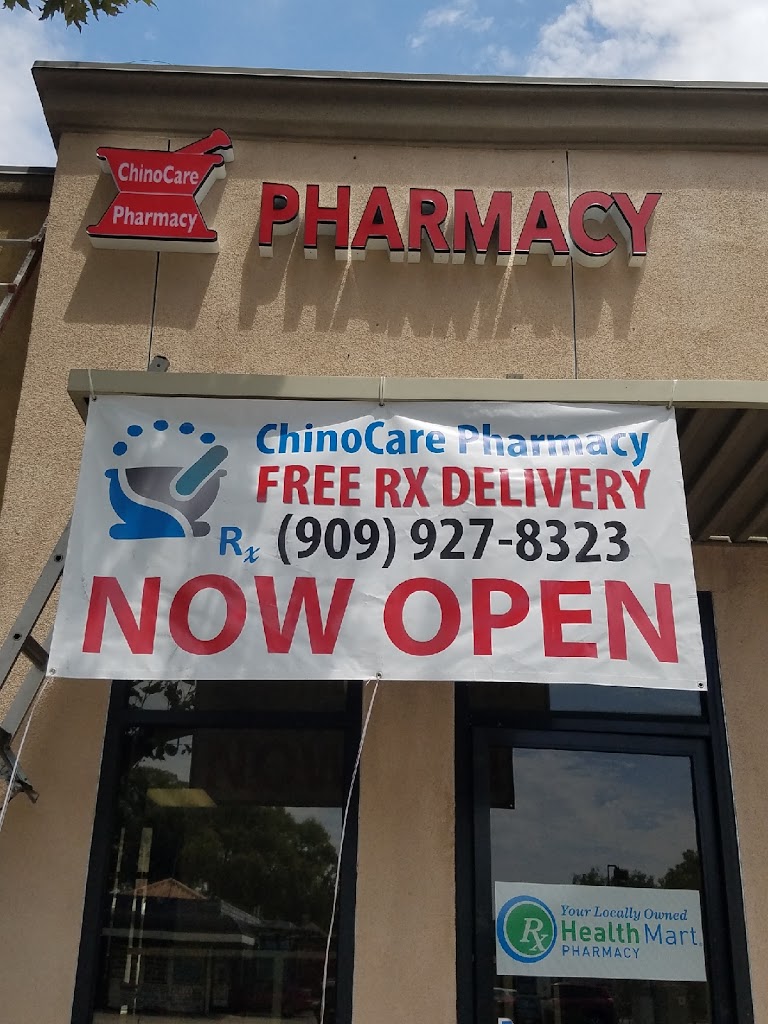 ChinoCare
Pharmacy
PHARMACY
ChinoCare Pharmacy
FREE RX DELIVERY
Rx (909) 927-8323
NOW OPEN
Your Locally Owned
Rx Health Mart®
PHARMACY